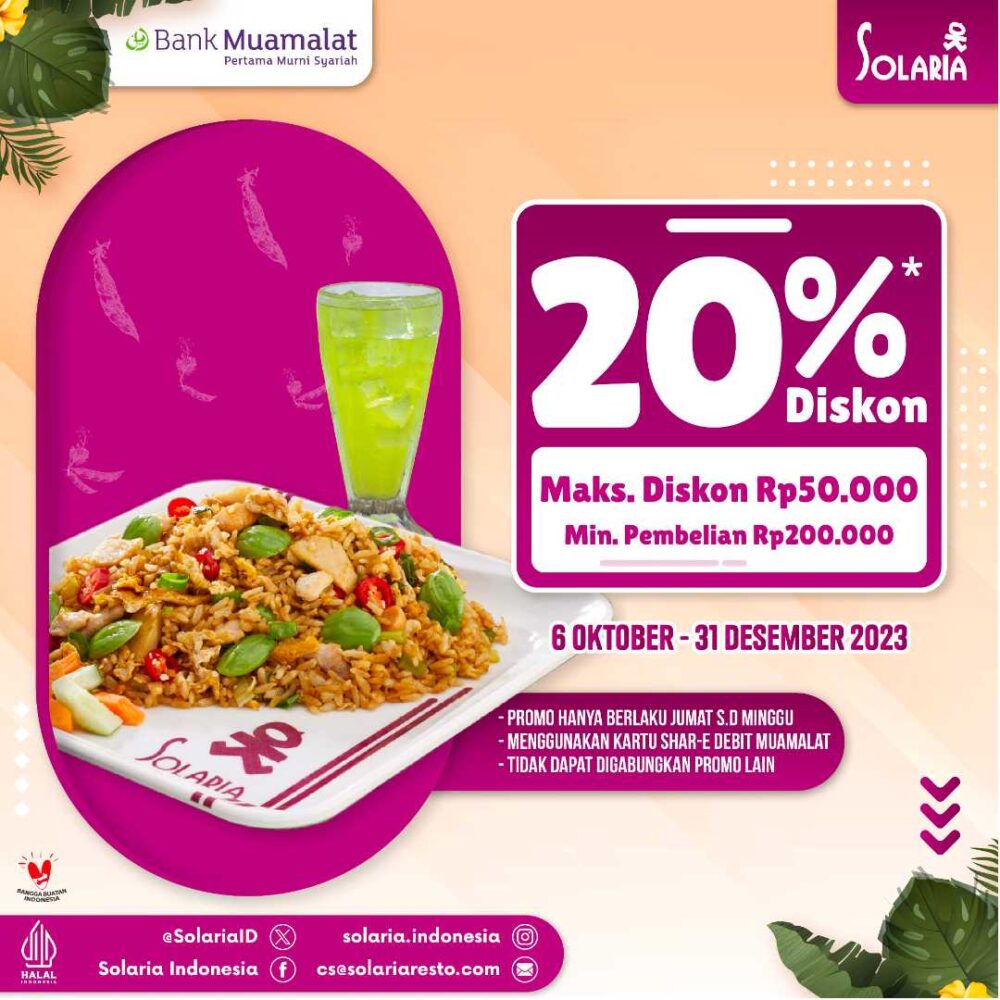 Bank Muamalat
Pertama Murni Syariah
SOLARIA
20%*
Diskon
Maks. Diskon Rp50.000
Min. Pembelian Rp200.000
6 OKTOBER - 31 DESEMBER 2023
- PROMO HANYA BERLAKU JUMAT S.D MINGGU
- MENGGUNAKAN KARTU SHAR-E DEBIT MUAMALAT
- TIDAK DAPAT DIGABUNGKAN PROMO LAIN
SOLARIA
BANGGA BUATAN
INDONESIA
HALAL
INDONESIA
@SolariaID
solaria.indonesia
Solaria Indonesia
cs@solariaresto.com